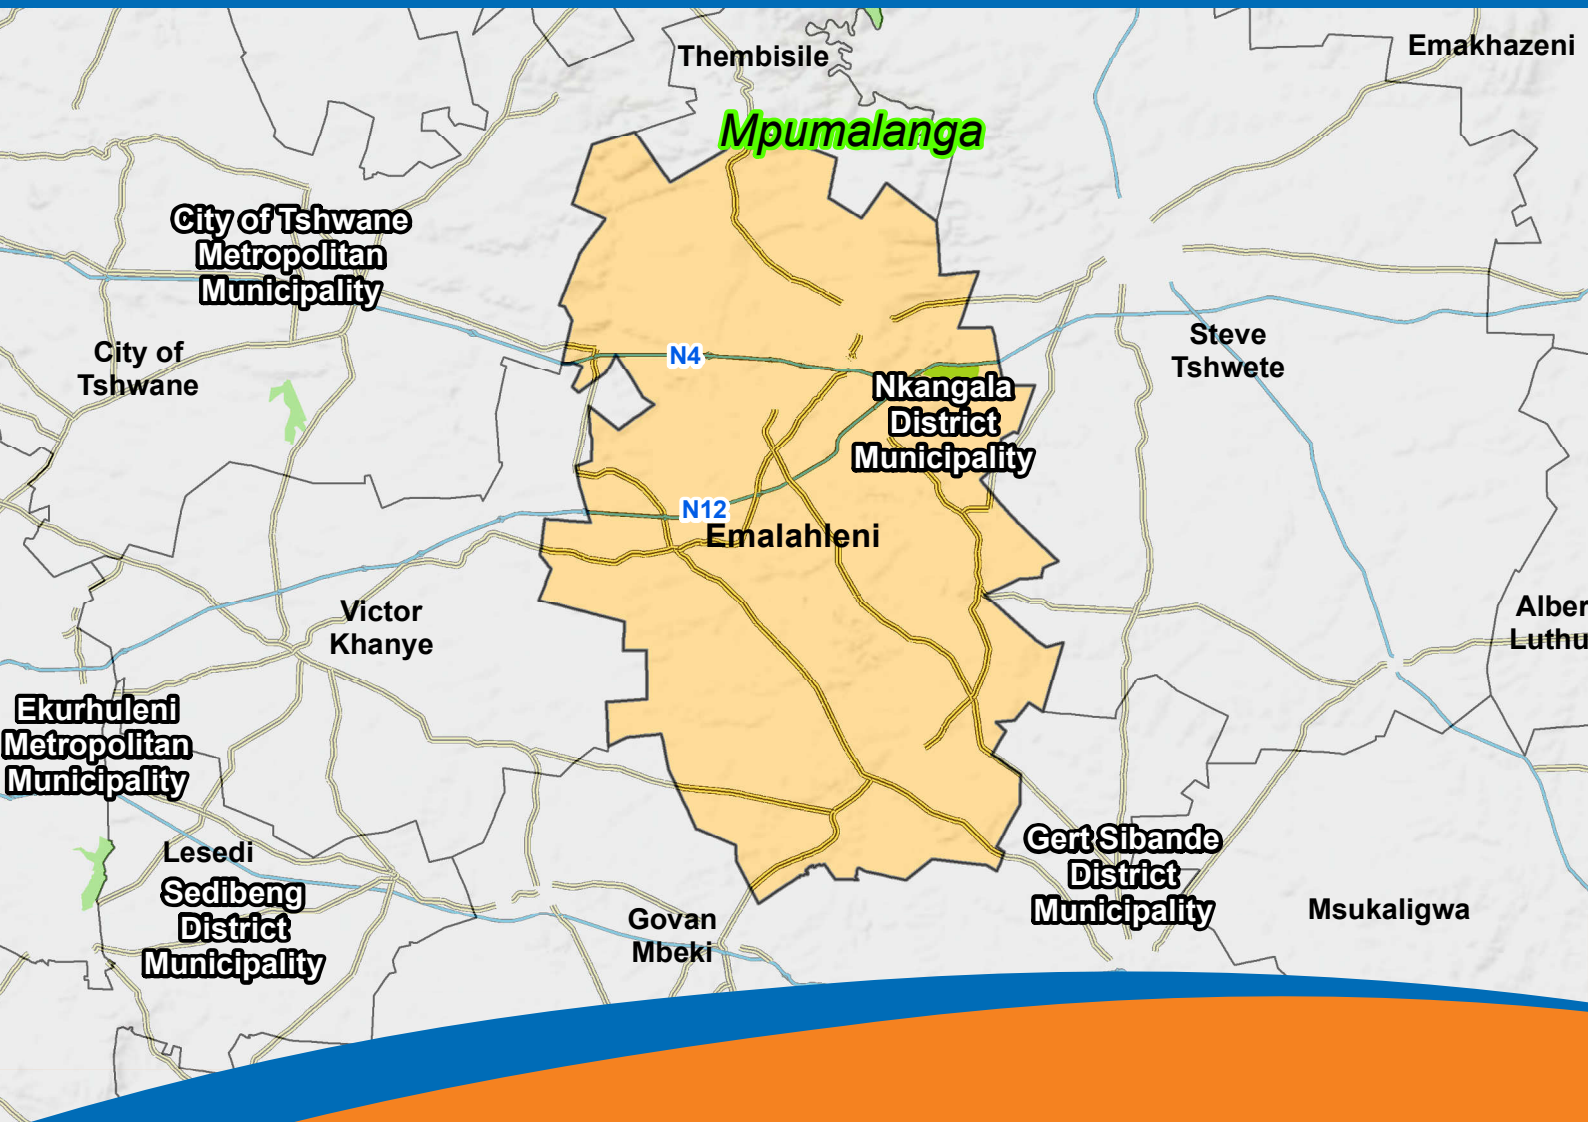 Thembisile
Emakhazeni
Mpumalanga
City of Tshwane
Metropolitan
Municipality
City of
Tshwane
N4
Steve
Tshwete
Nkangala
District
Municipality
N12
Emalahleni
Victor
Khanye
Alber
Luthu
Ekurhuleni
Metropolitan
Municipality
Lesedi
Sedibeng
District
Municipality
Govan
Mbeki
Gert Sibande
District
Municipality
Msukaligwa